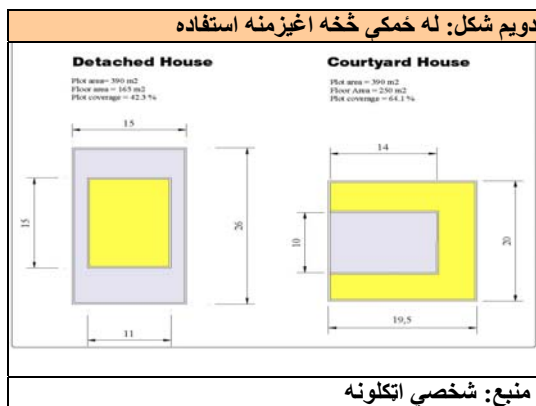 دويم شکل: له ځمکې څخه اغيزمنه استفاده
Detached House
Plot area= 390 m2
Floor area = 165 m2
Plot coverage = 42.3 %
15
15
26
11
Courtyard House
Plot area = 390 m2
Floor Area = 250 m2
Plot coverage = 64.1 %
14
10
20
19,5
منبع: شخصي اټکلونه